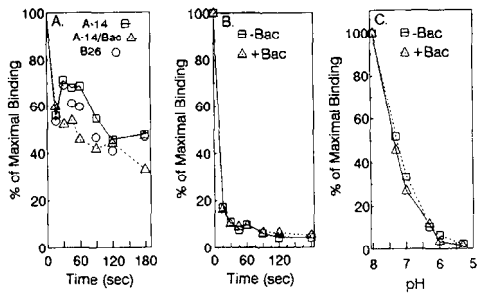 A.
A-14
A-14/Bac
B26
% of Maximal Binding
100
80
60
40
20
0
0 60 120 180
Time (sec)
B.
-Bac
+Bac
% of Maximal Binding
100
80
60
40
20
0
0 60 120
Time (sec)
C.
-Bac
+Bac
% of Maximal Binding
100
80
60
40
20
0
8 7 6 5
pH